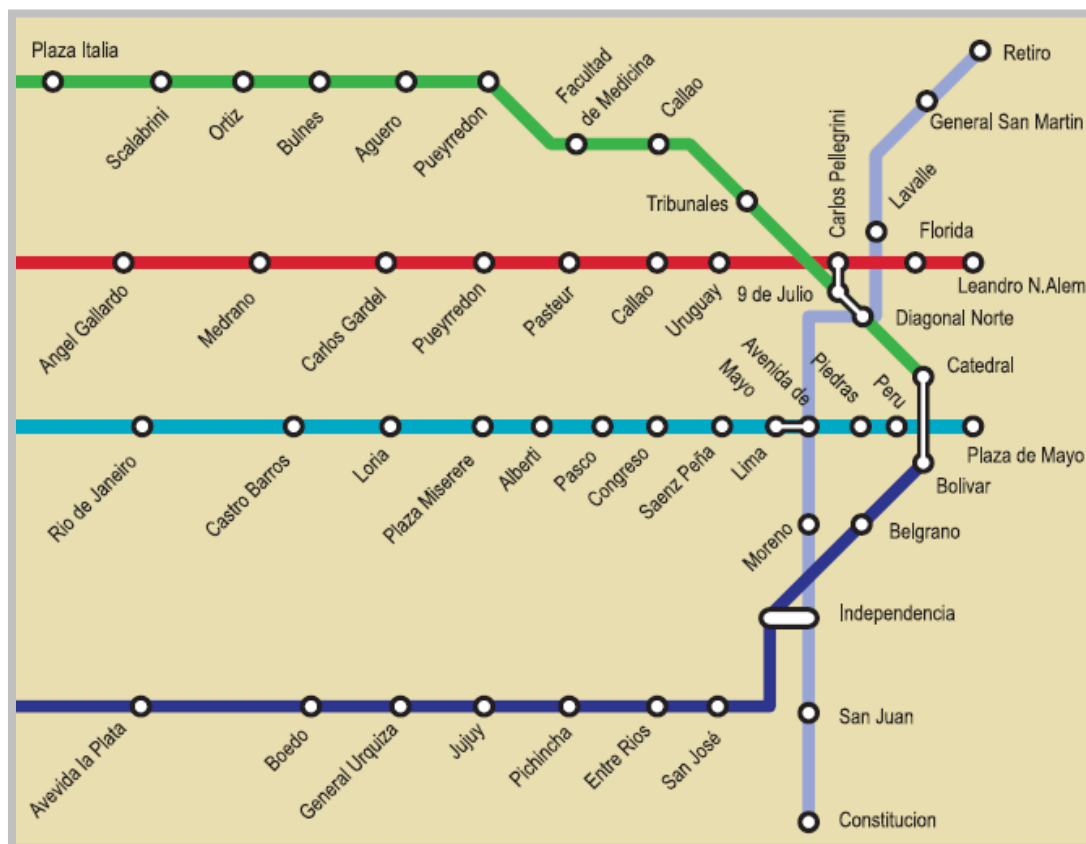 Plaza Italia
Scalabrini
Ortiz
Bulnes
Aguero
Pueyrredon
Facultad
de Medicina
Callao
Tribunales
Carlos Pellegrini
Lavalle
Retiro
General San Martin
Florida
Leandro N.Alem
9 de Julio
Diagonal Norte
Catedral
Angel Gallardo
Medrano
Carlos Gardel
Pueyrredon
Pasteur
Callao
Uruguay
Avenida de
Mayo
Piedras
Peru
Plaza de Mayo
Rio de Janeiro
Castro Barros
Loria
Plaza Miserere
Alberti
Pasco
Congreso
Saenz Peña
Lima
Bolivar
Moreno
Belgrano
Independencia
San Juan
Constitucion
Avevida la Plata
Boedo
General Urquiza
Jujuy
Pichincha
Entre Rios
San José